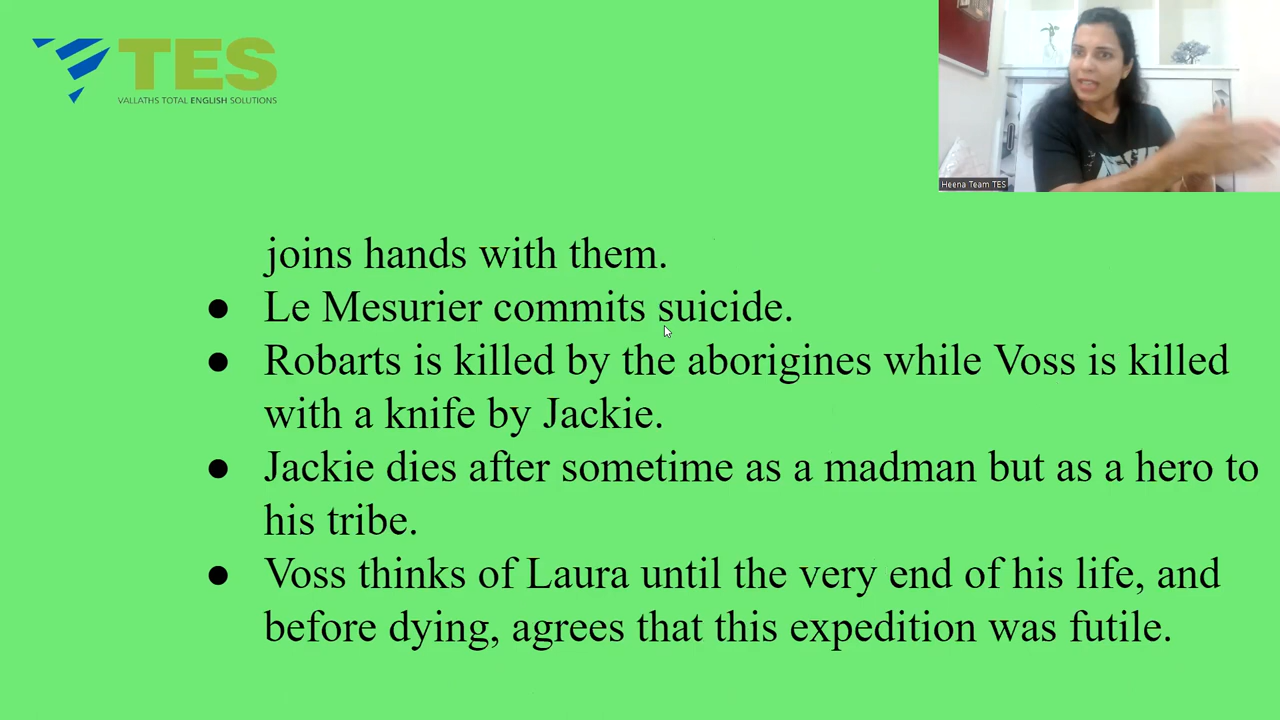 TES
VALLATHS TOTAL ENGLISH SOLUTIONS
Heena Team TES
joins hands with them.
● Le Mesurier commits suicide.
● Robarts is killed by the aborigines while Voss is killed
with a knife by Jackie.
● Jackie dies after sometime as a madman but as a hero to
his tribe.
● Voss thinks of Laura until the very end of his life, and
before dying, agrees that this expedition was futile.